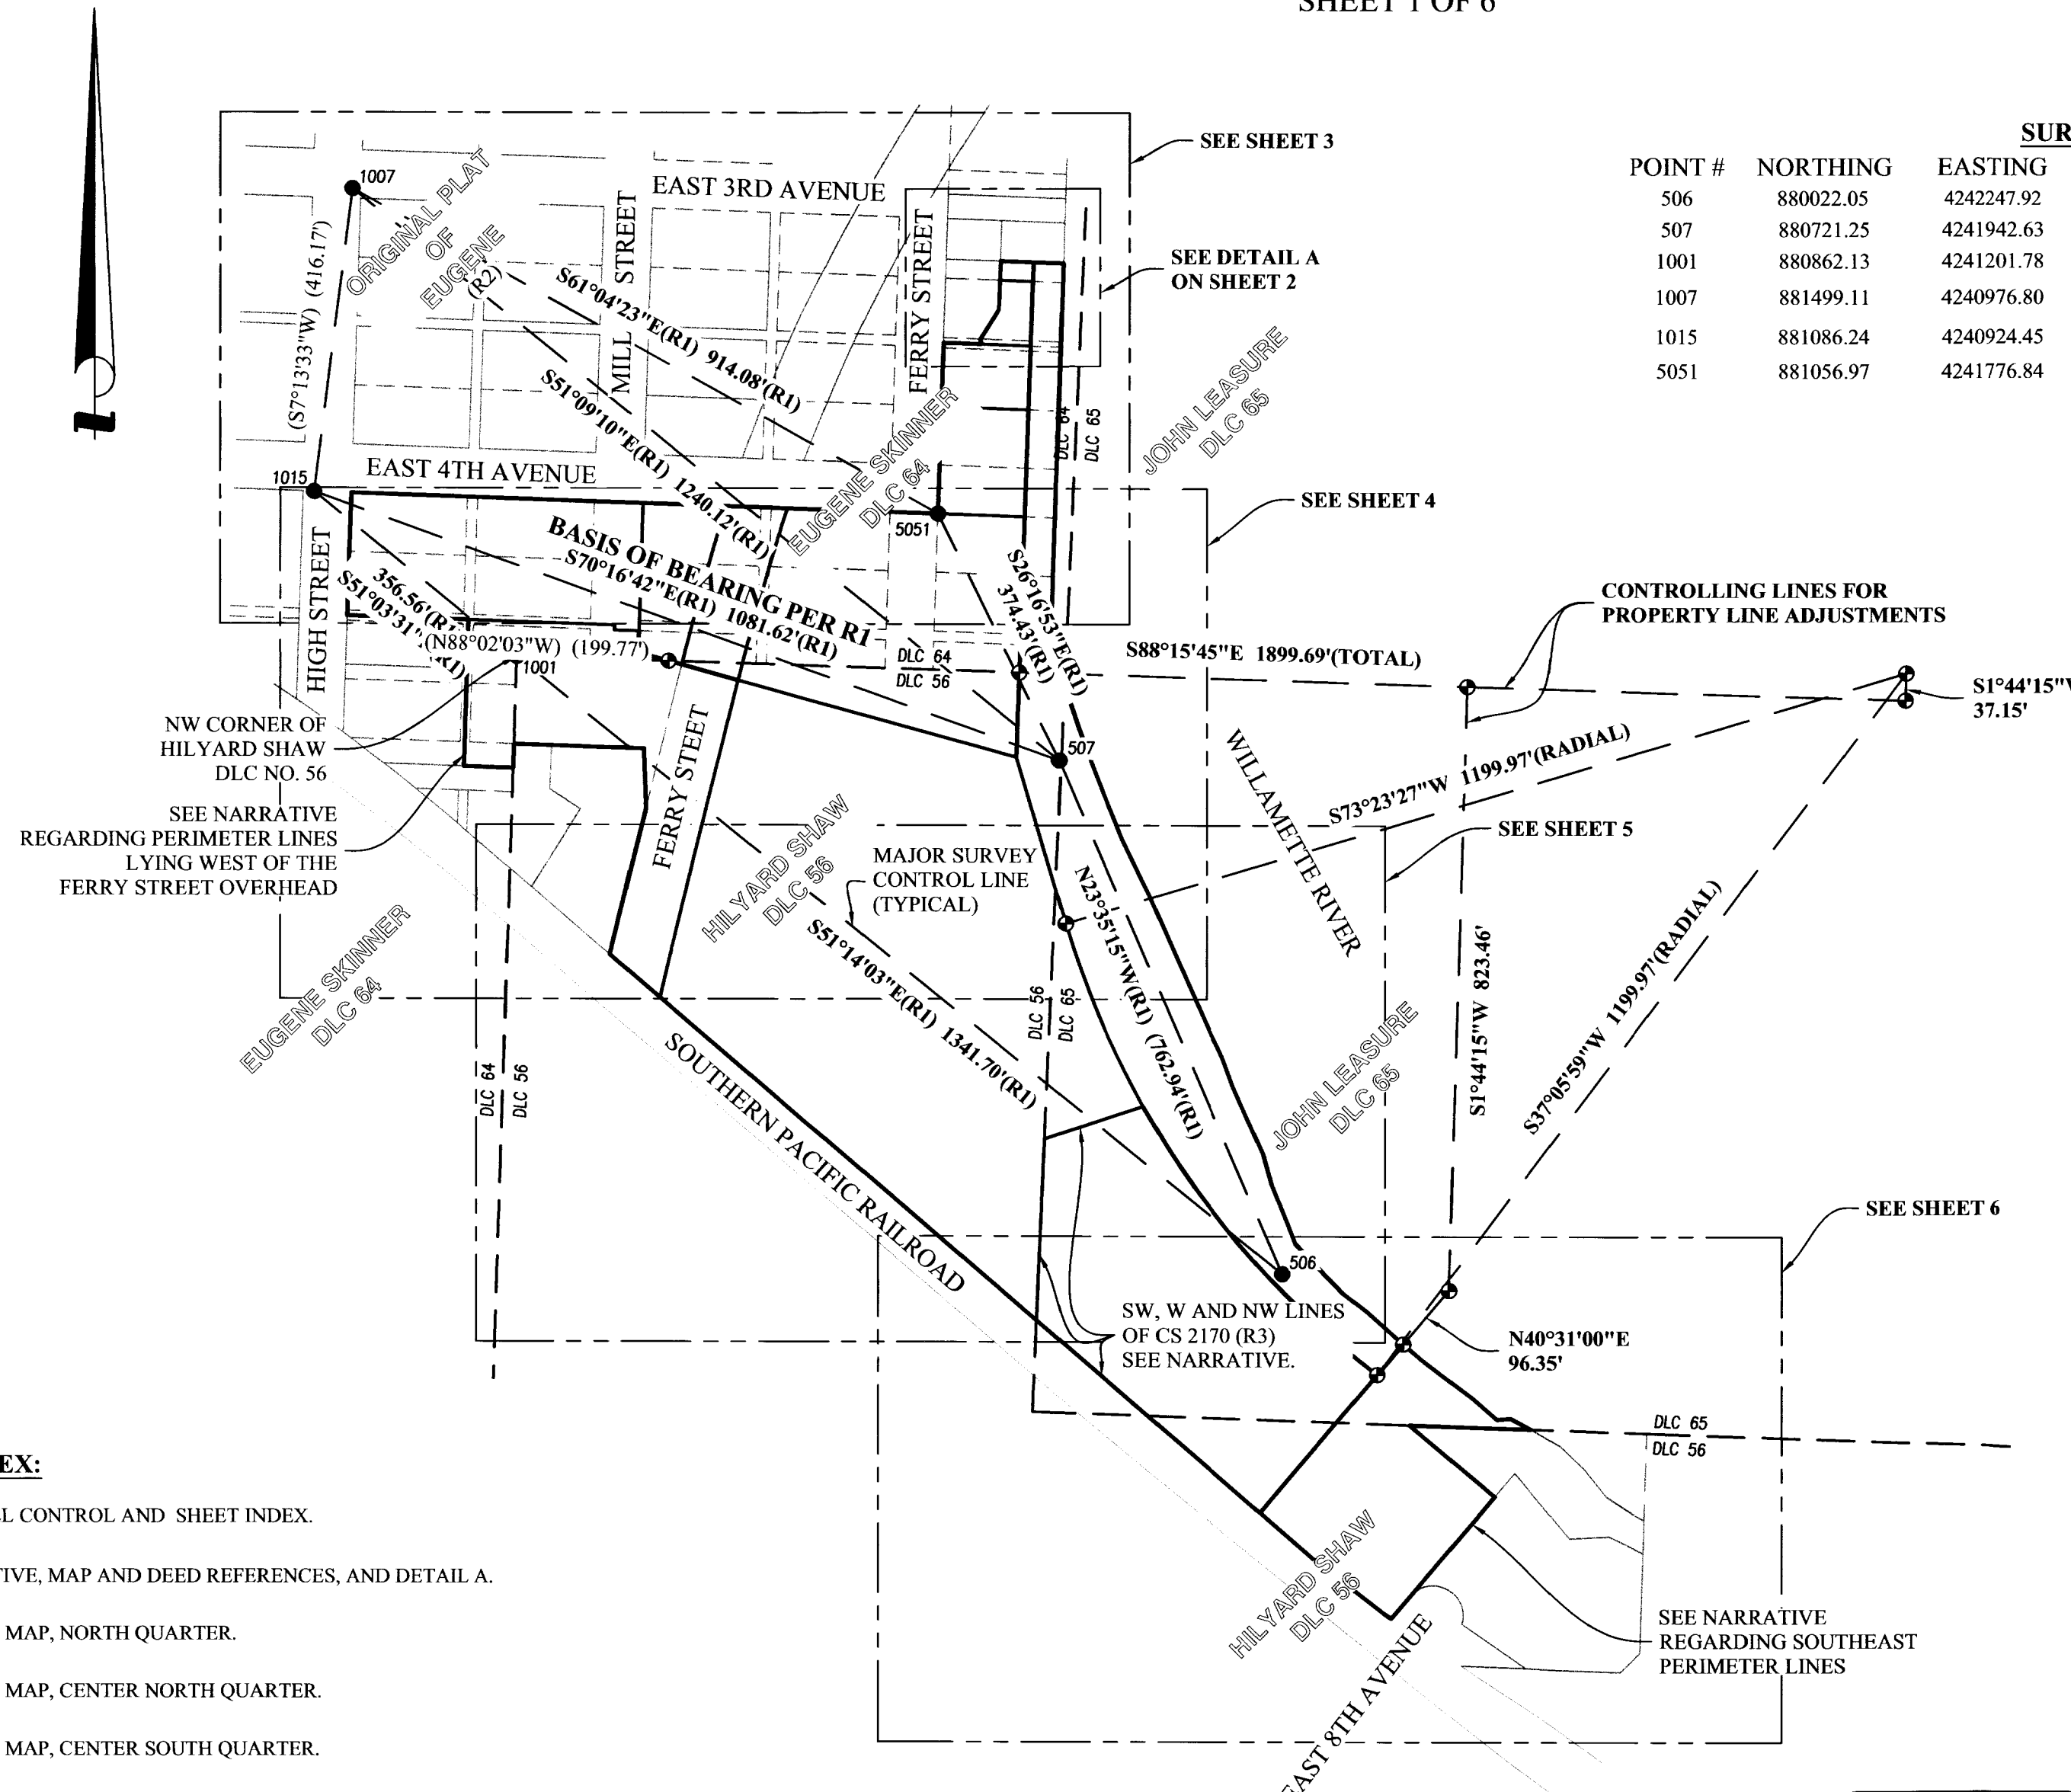 SHEET 1 OF 6
SUR
POINT # NORTHING EASTING
506 880022.05 4242247.92
507 880721.25 4241942.63
1001 880862.13 4241201.78
1007 881499.11 4240976.80
1015 881086.24 4240924.45
5051 881056.97 4241776.84
SEE SHEET 3
1007
EAST 3RD AVENUE
ORIGINAL PLAT
OF
EUGENE
(R2)
MILL STREET
FERRY STREET
SEE DETAIL A
ON SHEET 2
(S7°13'33"W) (416.17')
S61°04'23"E(R1) 914.08'(R1)
S51°09'10"E(R1) 1240.12'(R1)
EUGENE SKINNER
DLC 64
DLC 64
DLC 65
JOHN LEASURE
DLC 65
EAST 4TH AVENUE
1015
5051
SEE SHEET 4
HIGH STREET
BASIS OF BEARING PER R1
S70°16'42"E(R1) 1081.62'(R1)
356.56'(R1)
S51°03'31" (R1)
(N88°02'03"W) (199.77')
1001
S26°16'53"E(R1)
374.43'(R1)
DLC 64
DLC 56
CONTROLLING LINES FOR
PROPERTY LINE ADJUSTMENTS
S88°15'45"E 1899.69'(TOTAL)
S1°44'15"W
37.15'
NW CORNER OF
HILYARD SHAW
DLC NO. 56
507
SEE NARRATIVE
REGARDING PERIMETER LINES
LYING WEST OF THE
FERRY STREET OVERHEAD
FERRY STEET
WILLAMETTE RIVER
S73°23'27"W 1199.97'(RADIAL)
SEE SHEET 5
HILYARD SHAW
DLC 56
MAJOR SURVEY
CONTROL LINE
(TYPICAL)
N23°35'15"W(R1) (762.94'(R1)
S51°14'03"E(R1) 1341.70'(R1)
S1°44'15"W 823.46'
S37°05'59"W 1199.97'(RADIAL)
EUGENE SKINNER
DLC 64
DLC 56
DLC 65
JOHN LEASURE
DLC 65
DLC 64
DLC 56
SOUTHERN PACIFIC RAILROAD
SEE SHEET 6
506
SW, W AND NW LINES
OF CS 2170 (R3)
SEE NARRATIVE.
N40°31'00"E
96.35'
DLC 65
DLC 56
HILYARD SHAW
DLC 56
EAST 8TH AVENUE
SEE NARRATIVE
REGARDING SOUTHEAST
PERIMETER LINES
EX:
L CONTROL AND SHEET INDEX.
TIVE, MAP AND DEED REFERENCES, AND DETAIL A.
MAP, NORTH QUARTER.
MAP, CENTER NORTH QUARTER.
MAP, CENTER SOUTH QUARTER.